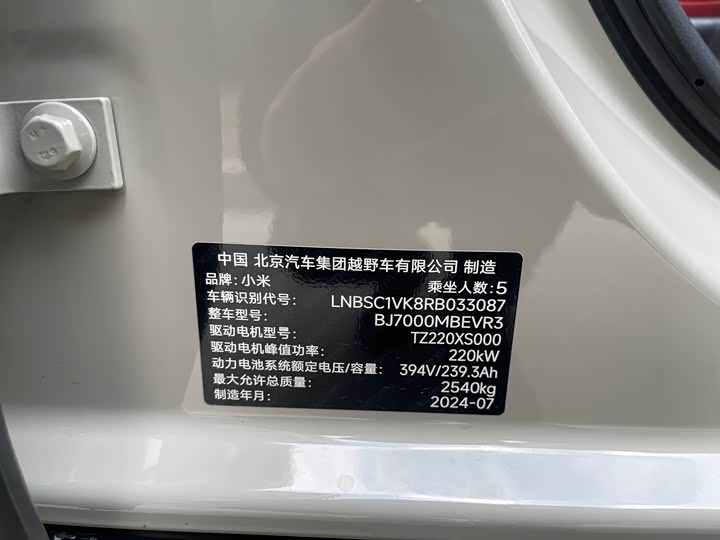 中国 北京汽车集团越野车有限公司 制造
品牌:小米 乘坐人数:5
车辆识别代号: LNBSC1VK8RB033087
整车型号: BJ7000MBEVR3
驱动电机型号: TZ220XS000
驱动电机峰值功率: 220kW
动力电池系统额定电压/容量: 394V/239.3Ah
最大允许总质量: 2540kg
制造年月: 2024-07